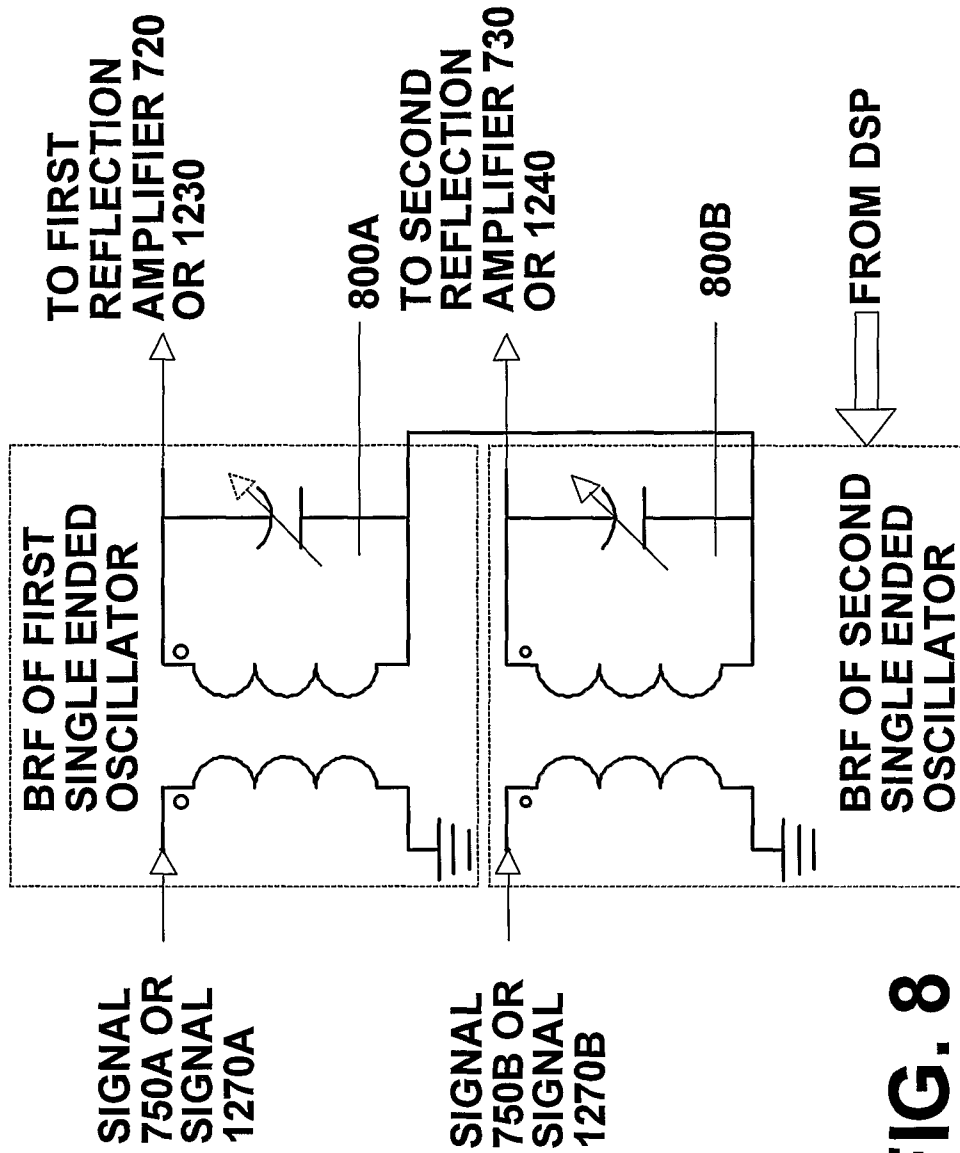 BRF OF FIRST
SINGLE ENDED
OSCILLATOR
TO FIRST
REFLECTION
AMPLIFIER 720
OR 1230
SIGNAL
750A OR
SIGNAL
1270A
800A
TO SECOND
REFLECTION
AMPLIFIER 730
OR 1240
SIGNAL
750B OR
SIGNAL
1270B
800B
BRF OF SECOND
SINGLE ENDED
OSCILLATOR
FROM DSP
FIG. 8